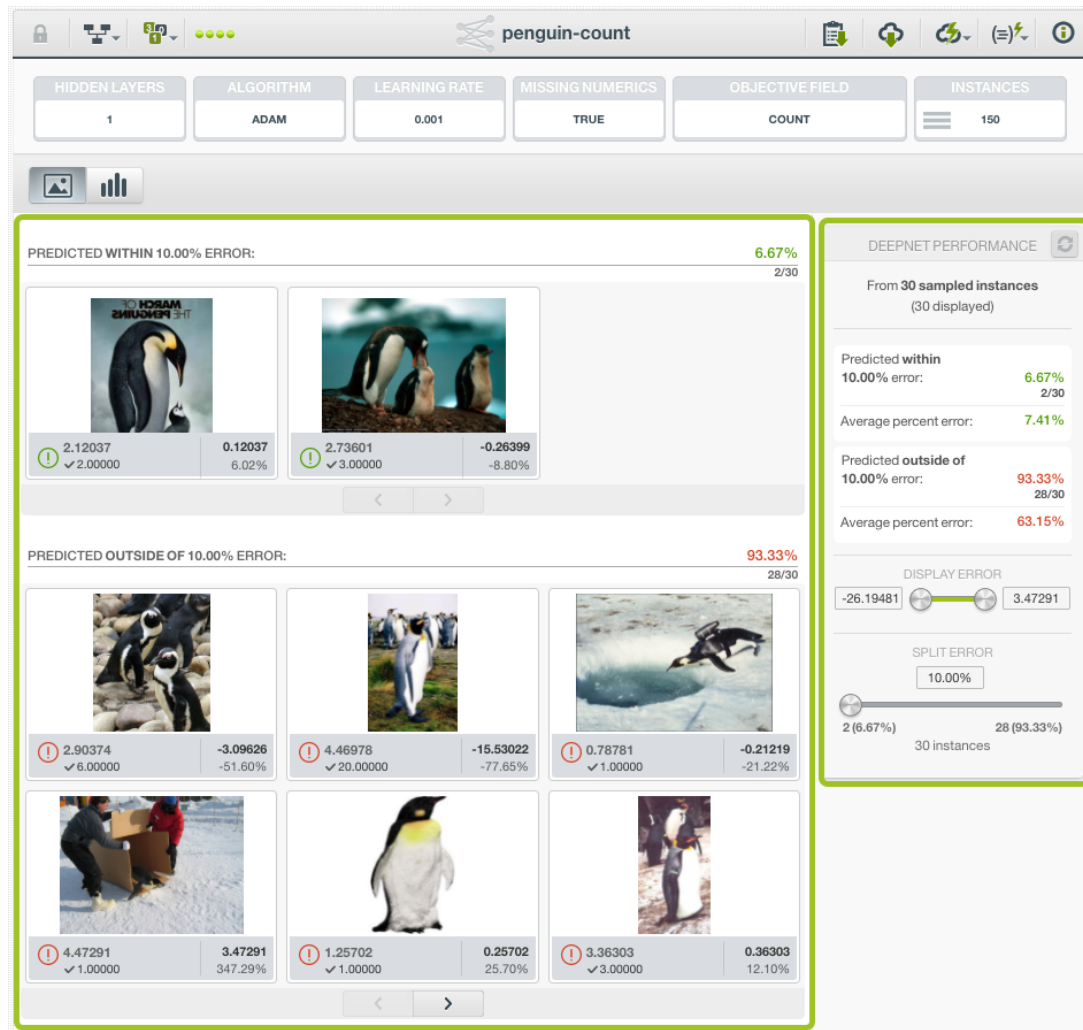 penguin-count
HIDDEN LAYERS
1
ALGORITHM
ADAM
LEARNING RATE
0.001
MISSING NUMERICS
TRUE
OBJECTIVE FIELD
COUNT
INSTANCES
150
PREDICTED WITHIN 10.00% ERROR:
6.67%
2/30
MARCH OF
THE PENGUINS
2.12037
0.12037
✓2.00000
6.02%
2.73601
-0.26399
✓3.00000
-8.80%
PREDICTED OUTSIDE OF 10.00% ERROR:
93.33%
28/30
2.90374
-3.09626
✓6.00000
-51.60%
4.46978
-15.53022
✓20.00000
-77.65%
0.78781
-0.21219
✓1.00000
-21.22%
4.47291
3.47291
✓1.00000
347.29%
1.25702
0.25702
✓1.00000
25.70%
3.36303
0.36303
✓3.00000
12.10%
DEEPNET PERFORMANCE
From 30 sampled instances
(30 displayed)
Predicted within
10.00% error:
6.67%
2/30
Average percent error:
7.41%
Predicted outside of
10.00% error:
93.33%
28/30
Average percent error:
63.15%
DISPLAY ERROR
-26.19481
3.47291
SPLIT ERROR
10.00%
2 (6.67%)
28 (93.33%)
30 instances